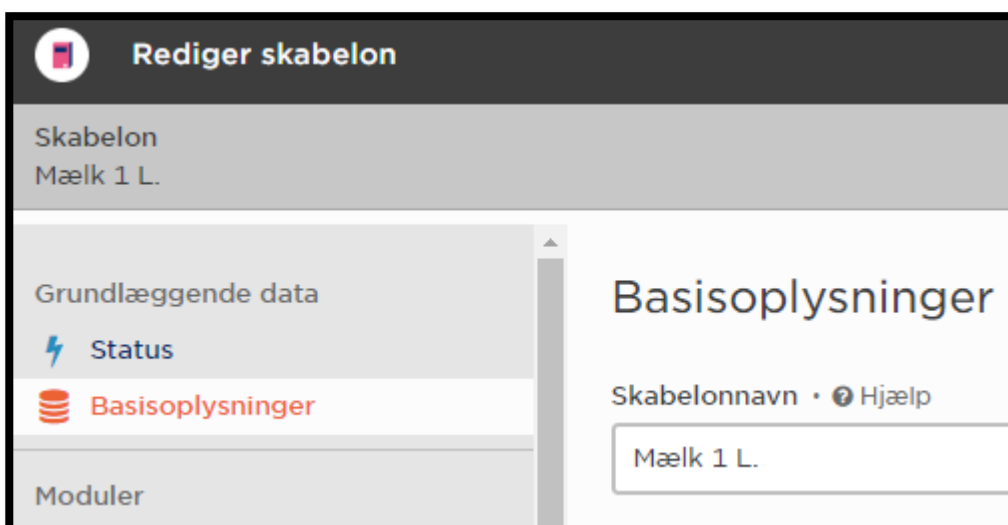 Rediger skabelon
Skabelon
Mælk 1 L.
Grundlæggende data
Status
Basisoplysninger
Moduler
Basisoplysninger
Skabelonnavn • Hjælp
Mælk 1 L.